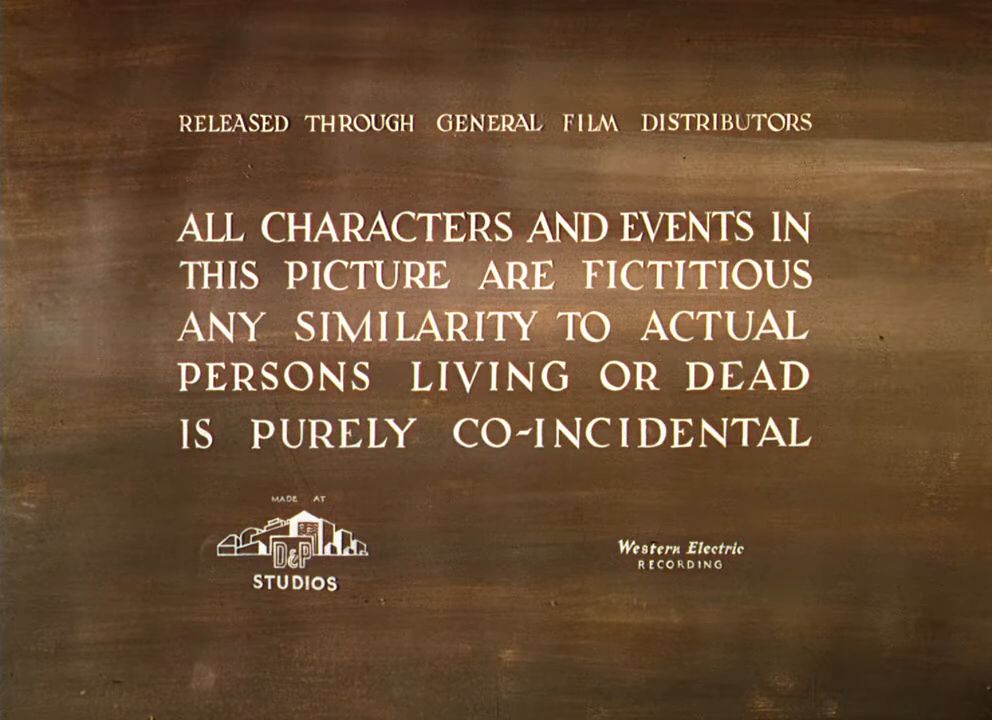 RELEASED THROUGH GENERAL FILM DISTRIBUTORS
ALL CHARACTERS AND EVENTS IN
THIS PICTURE ARE FICTITIOUS
ANY SIMILARITY TO ACTUAL
PERSONS LIVING OR DEAD
IS PURELY CO-INCIDENTAL
MADE AT
D&P
STUDIOS
Western Electric
RECORDING